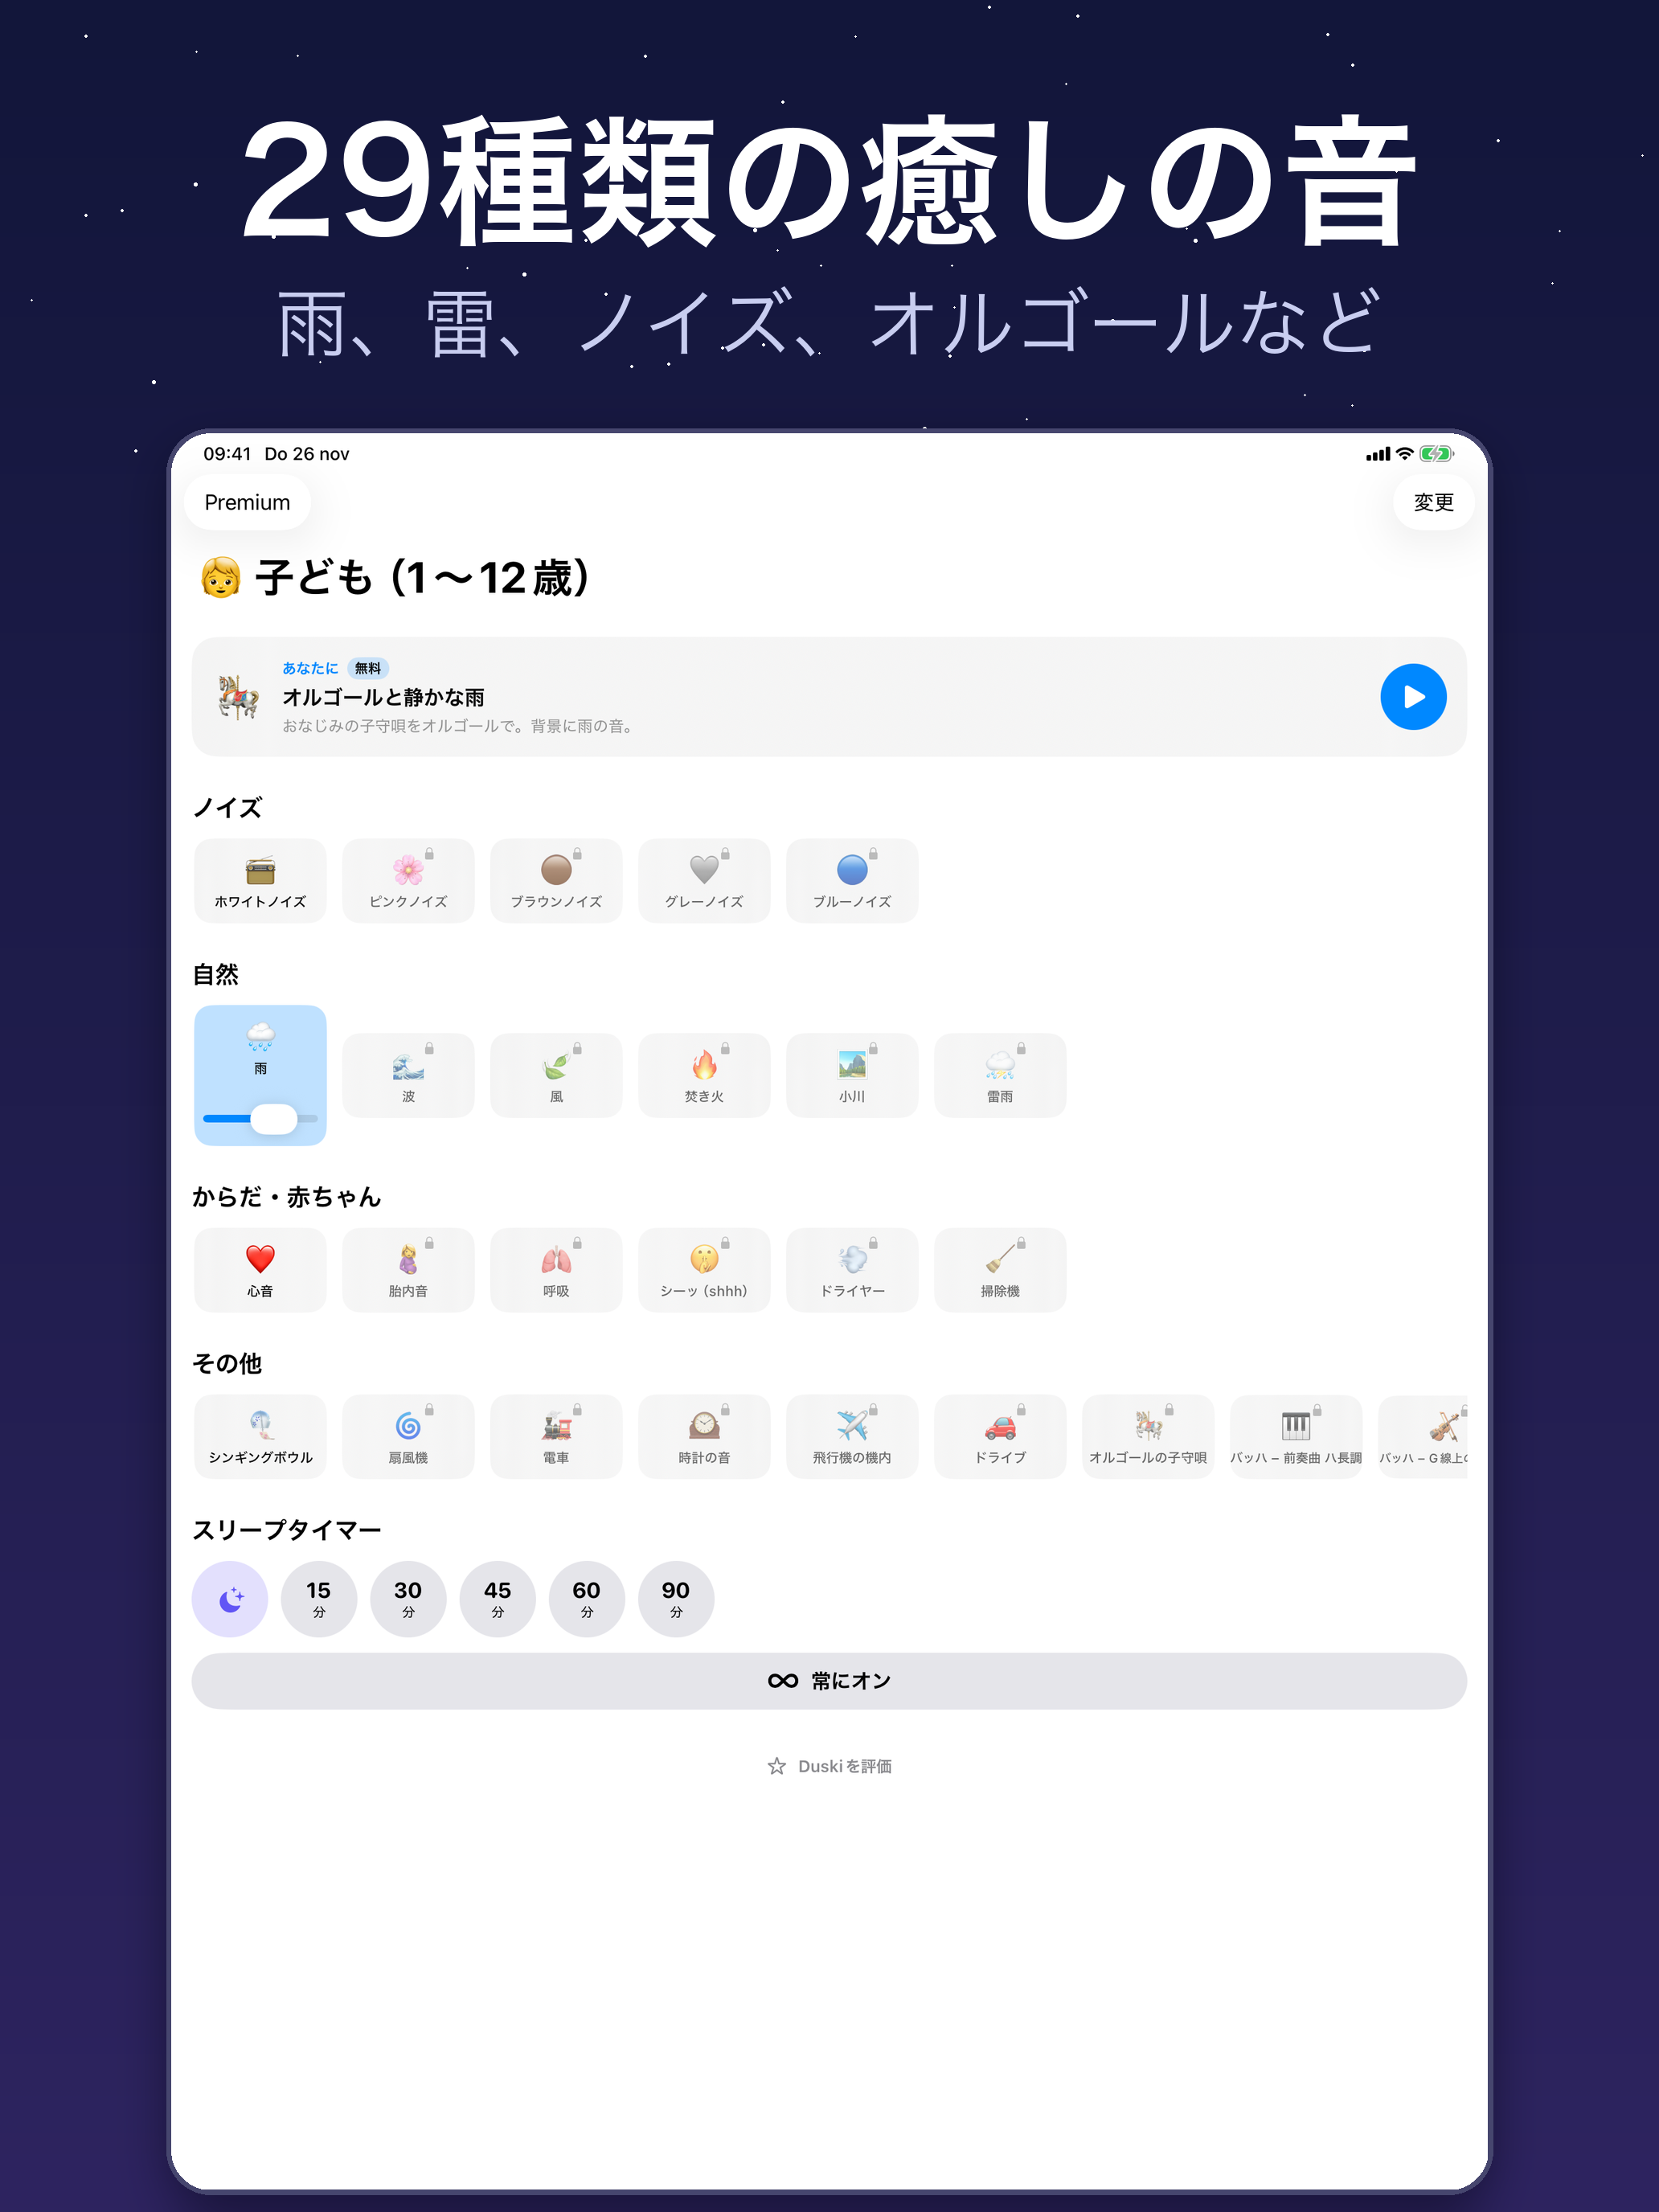 29種類の癒しの音
雨、雷、ノイズ、オルゴールなど
09:41 Do 26 nov
Premium
変更
子ども（1〜12歳）
あなたに 無料
オルゴールと静かな雨
おなじみの子守唄をオルゴールで。背景に雨の音。
ノイズ
ホワイトノイズ
ピンクノイズ
ブラウンノイズ
グレーノイズ
ブルーノイズ
自然
雨
波
風
焚き火
小川
雷雨
からだ・赤ちゃん
心音
胎内音
呼吸
シーッ（shhh）
ドライヤー
掃除機
その他
シンギングボウル
扇風機
電車
時計の音
飛行機の機内
ドライブ
オルゴールの子守唄
バッハ – 前奏曲 ハ長調
バッハ – G線上
スリープタイマー
15
分
30
分
45
分
60
分
90
分
常にオン
Duskiを評価